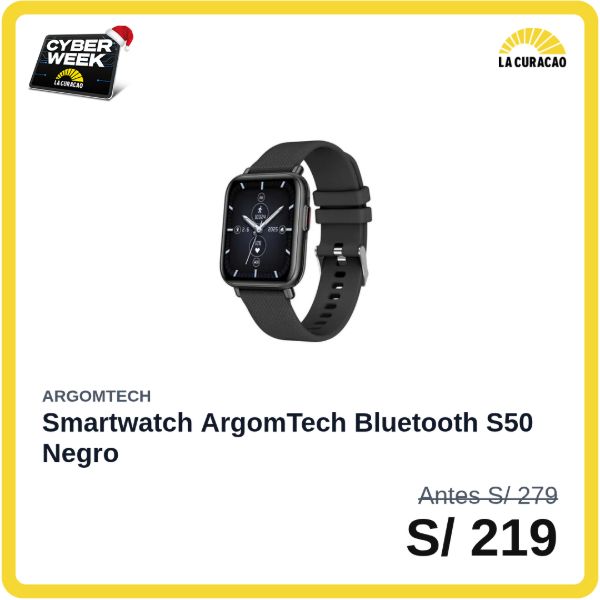 CYBER
WEEK
LA CURACAO
LA CURACAO
ARGOMTECH
Smartwatch ArgomTech Bluetooth S50
Negro
Antes S/ 279
S/ 219